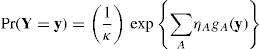 Pr(Y = y) = (1/κ) exp { ∑_A η_A g_A(y) }